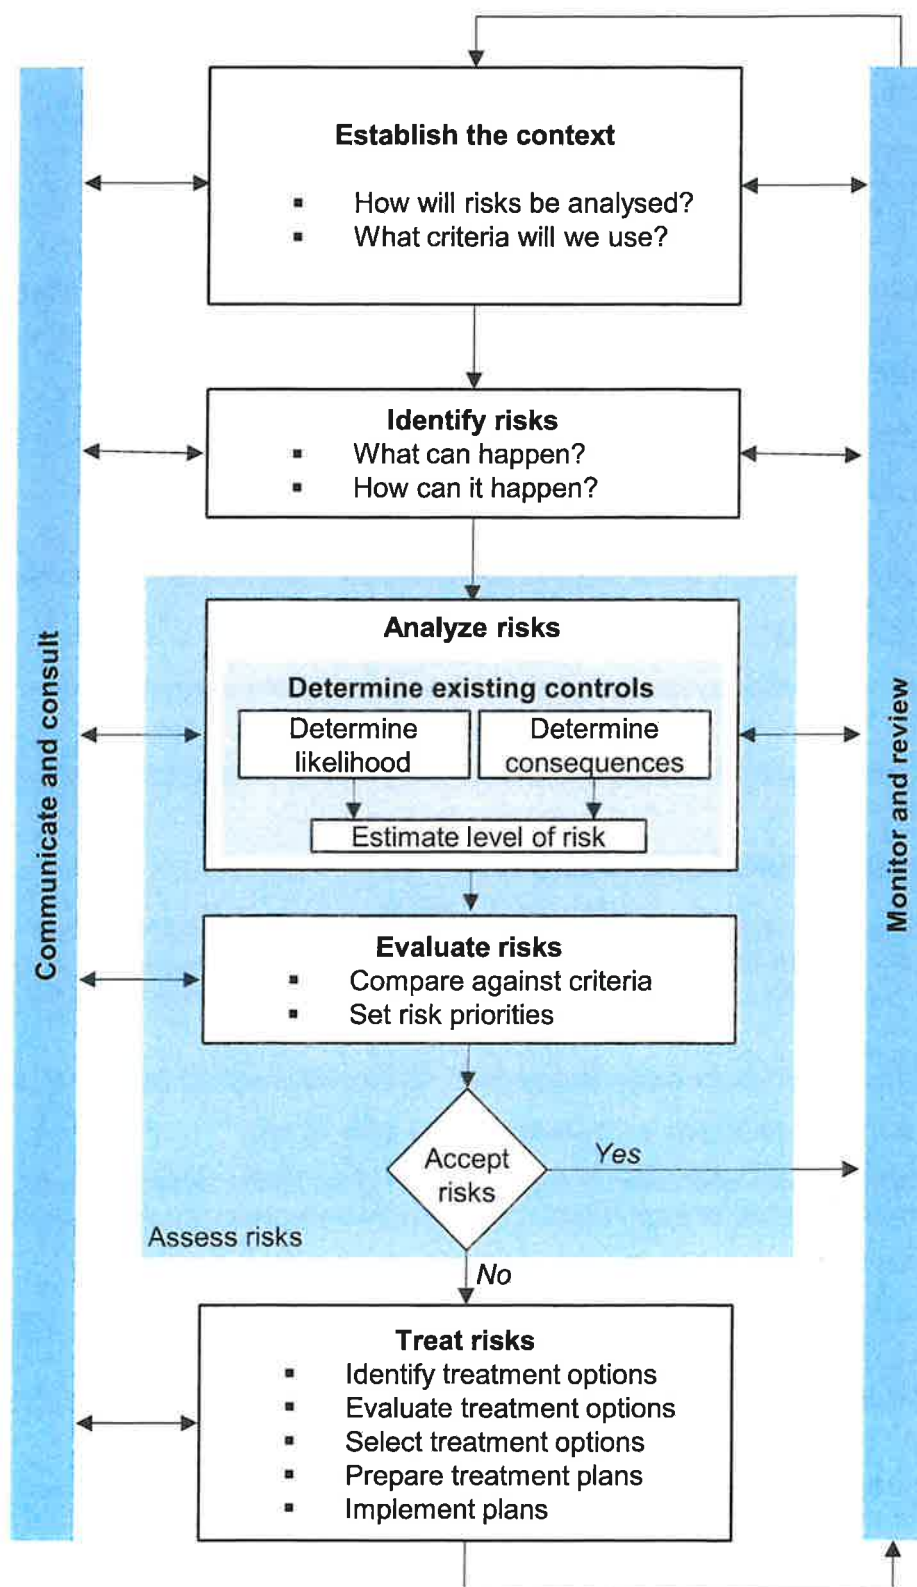 Establish the context
▪ How will risks be analysed?
▪ What criteria will we use?
Identify risks
▪ What can happen?
▪ How can it happen?
Analyze risks
Determine existing controls
Determine
likelihood
Determine
consequences
Estimate level of risk
Evaluate risks
▪ Compare against criteria
▪ Set risk priorities
Accept
risks
Yes
Assess risks
No
Treat risks
▪ Identify treatment options
▪ Evaluate treatment options
▪ Select treatment options
▪ Prepare treatment plans
▪ Implement plans
Communicate and consult
Monitor and review